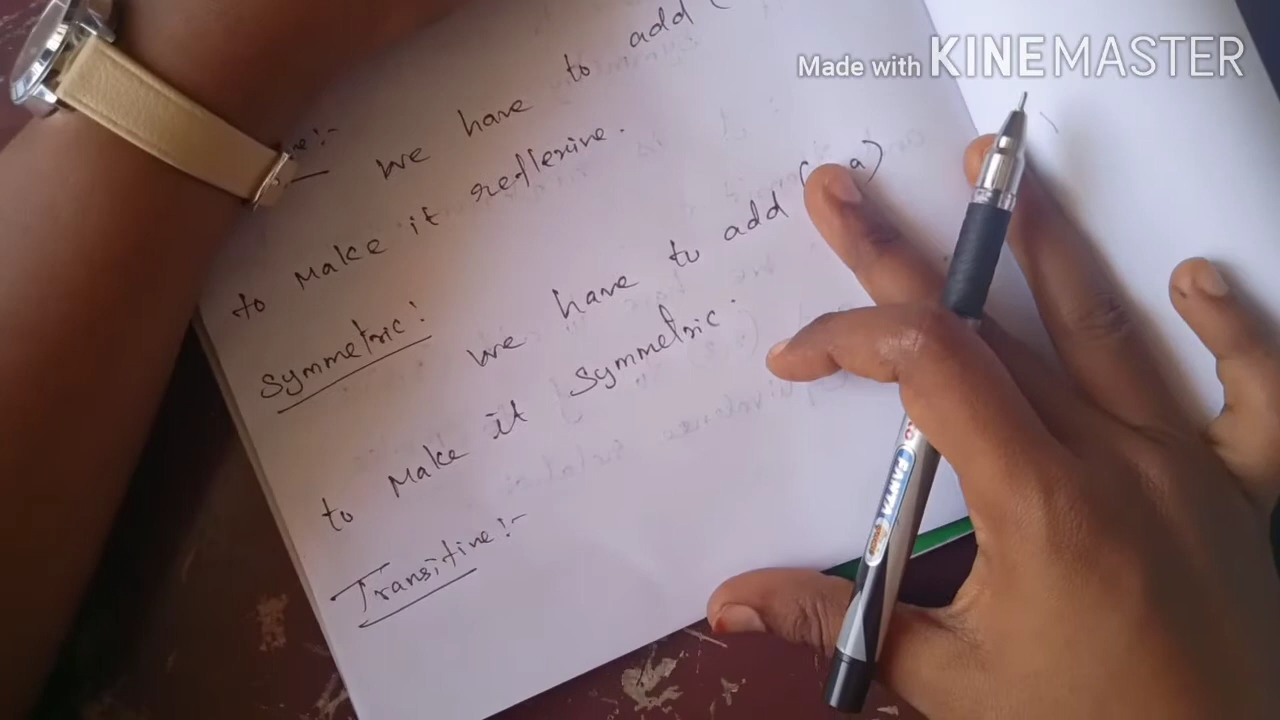 Made with KINEMASTER
we have to add (
to make it reflexive.
Symmetric:
we have to add ( a)
to make it symmetric.
Transitive:-